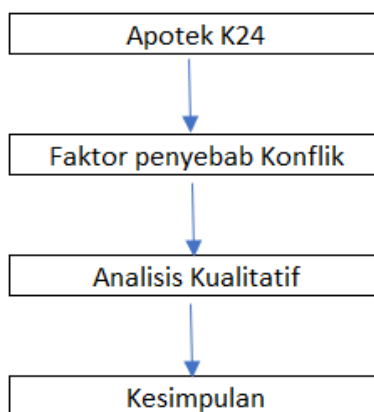 Apotek K24
Faktor penyebab Konflik
Analisis Kualitatif
Kesimpulan